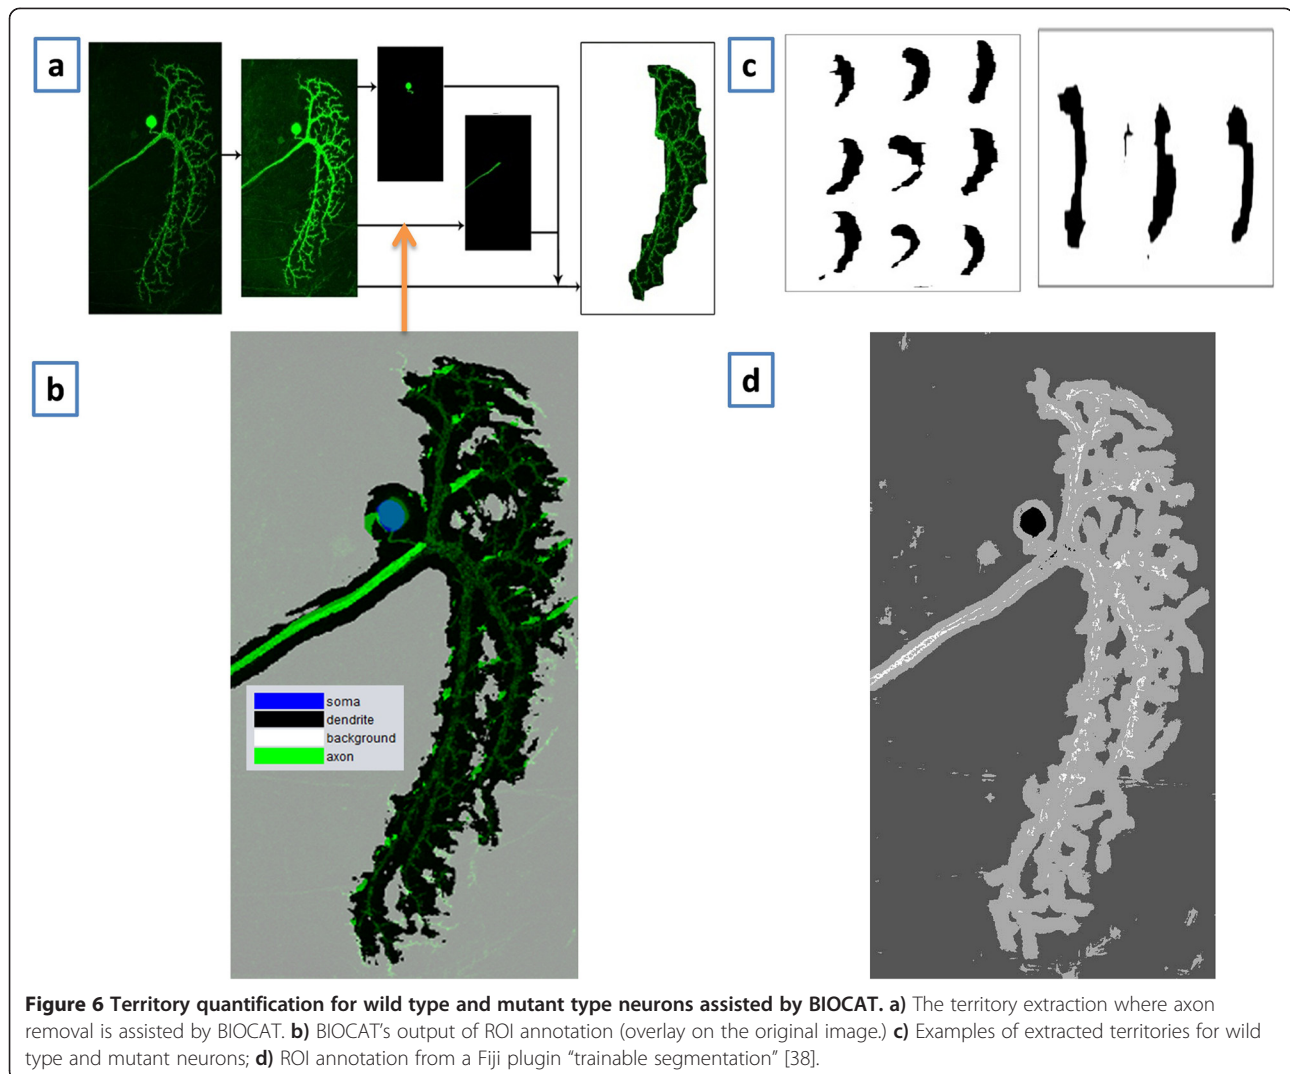 a
c
b
d
soma
dendrite
background
axon
Figure 6 Territory quantification for wild type and mutant type neurons assisted by BIOCAT. a) The territory extraction where axon
removal is assisted by BIOCAT. b) BIOCAT's output of ROI annotation (overlay on the original image.) c) Examples of extracted territories for wild
type and mutant neurons; d) ROI annotation from a Fiji plugin “trainable segmentation” [38].